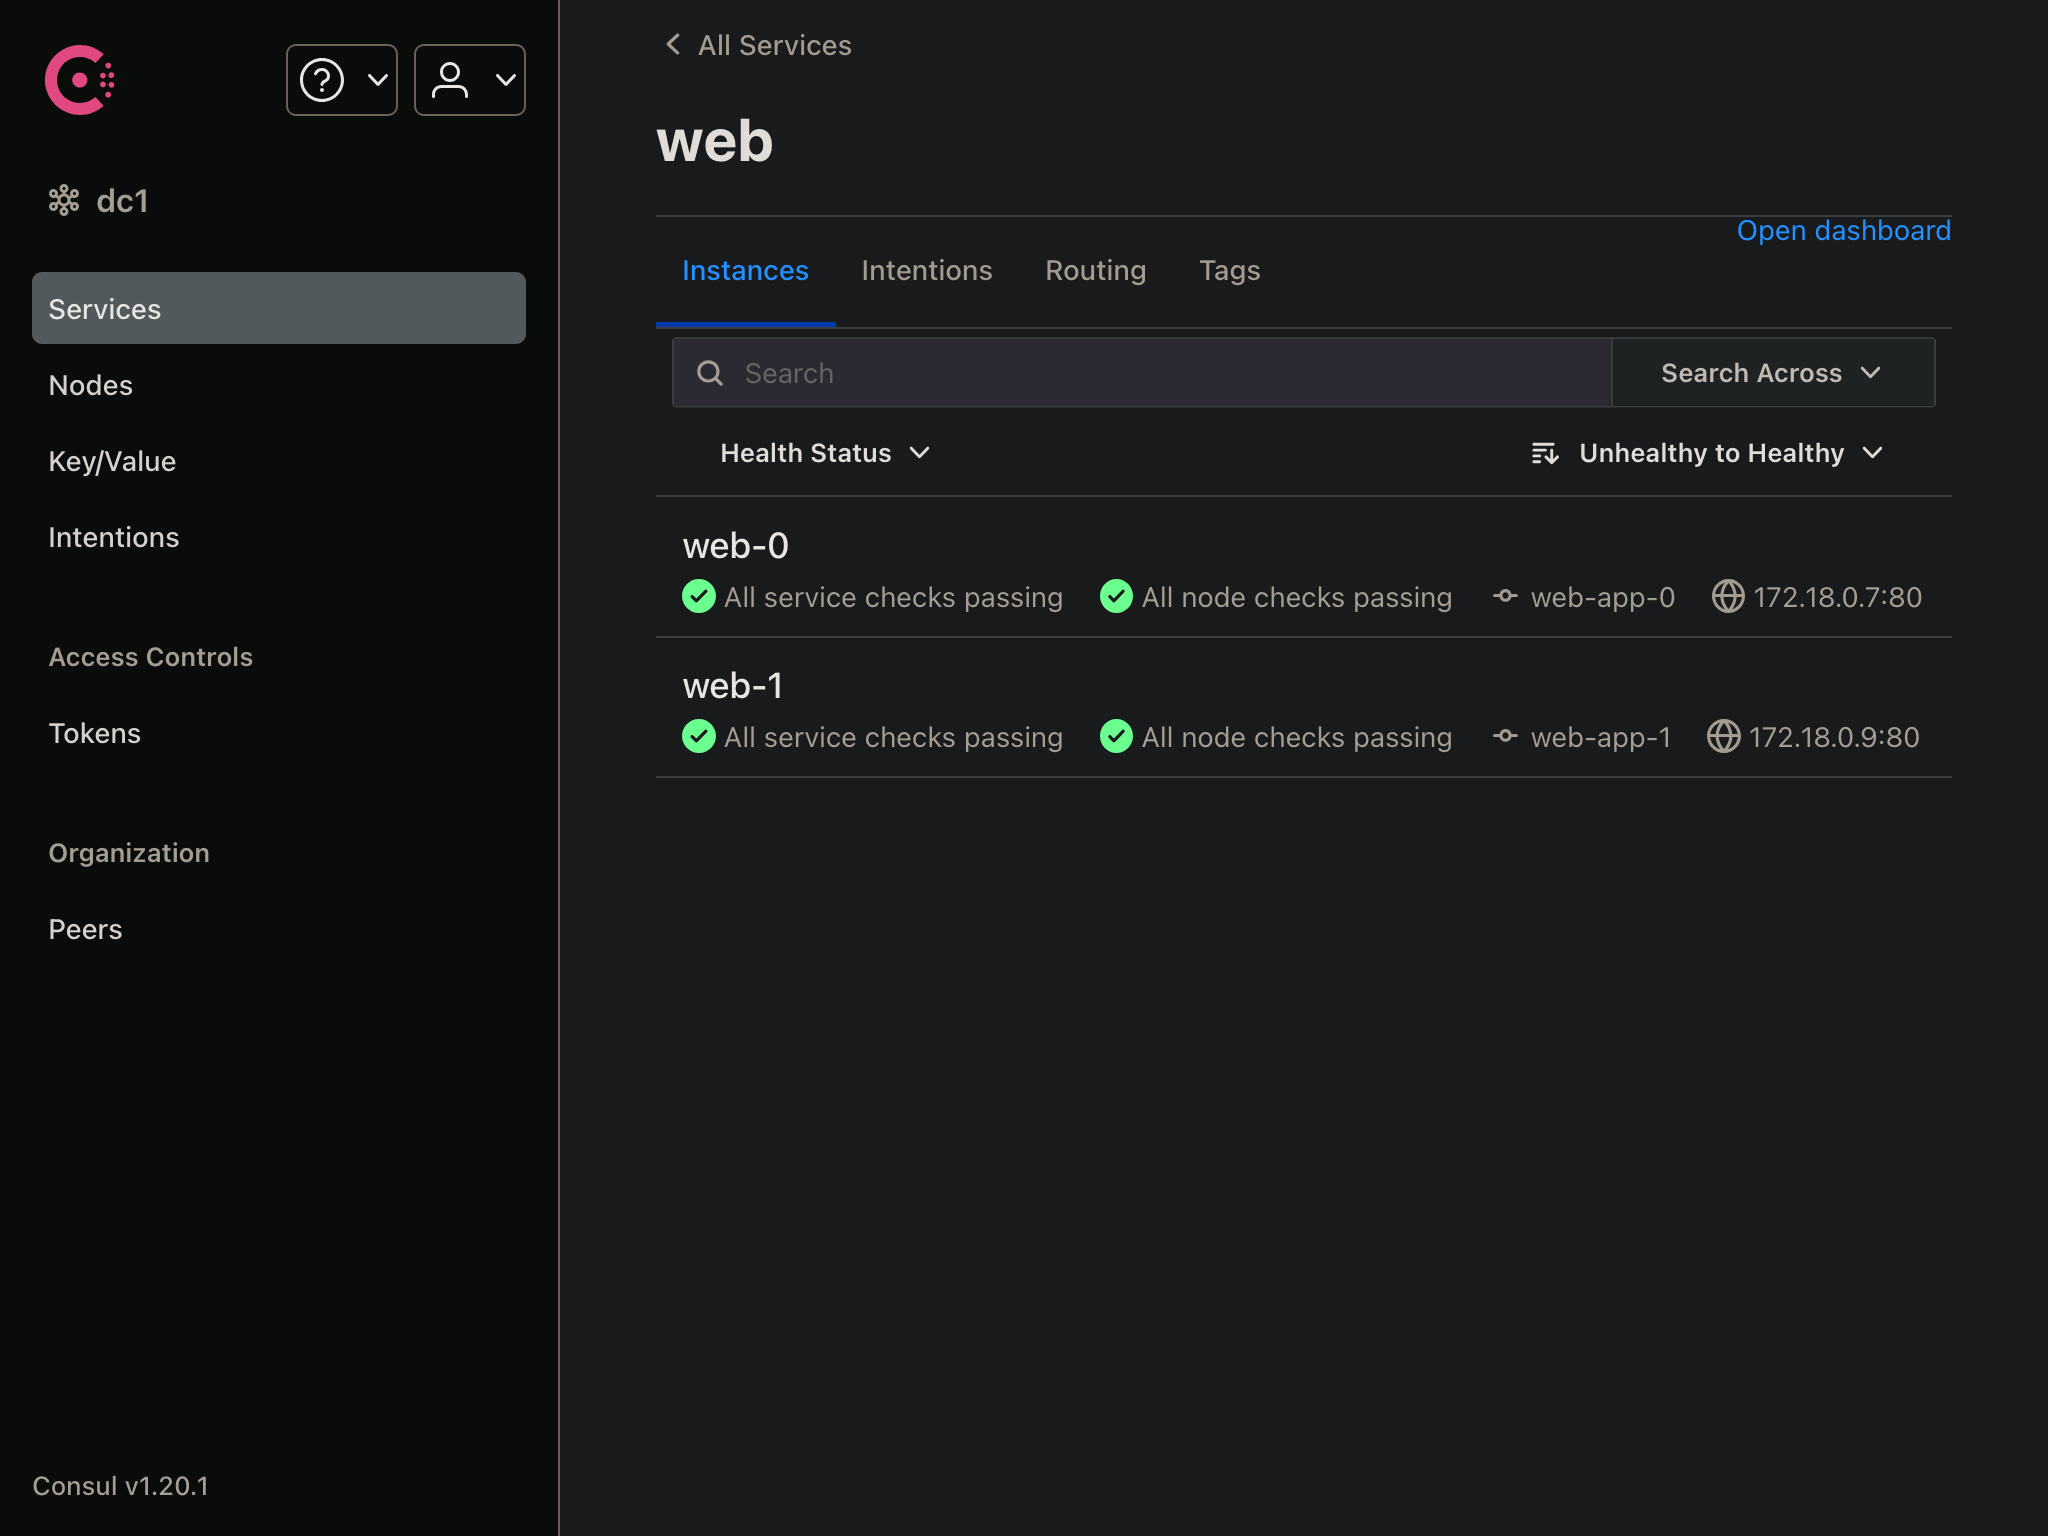 dc1
Services
Nodes
Key/Value
Intentions
Access Controls
Tokens
Organization
Peers
Consul v1.20.1
All Services
web
Open dashboard
Instances Intentions Routing Tags
Search Search Across
Health Status Unhealthy to Healthy
web-0
All service checks passing All node checks passing web-app-0 172.18.0.7:80
web-1
All service checks passing All node checks passing web-app-1 172.18.0.9:80